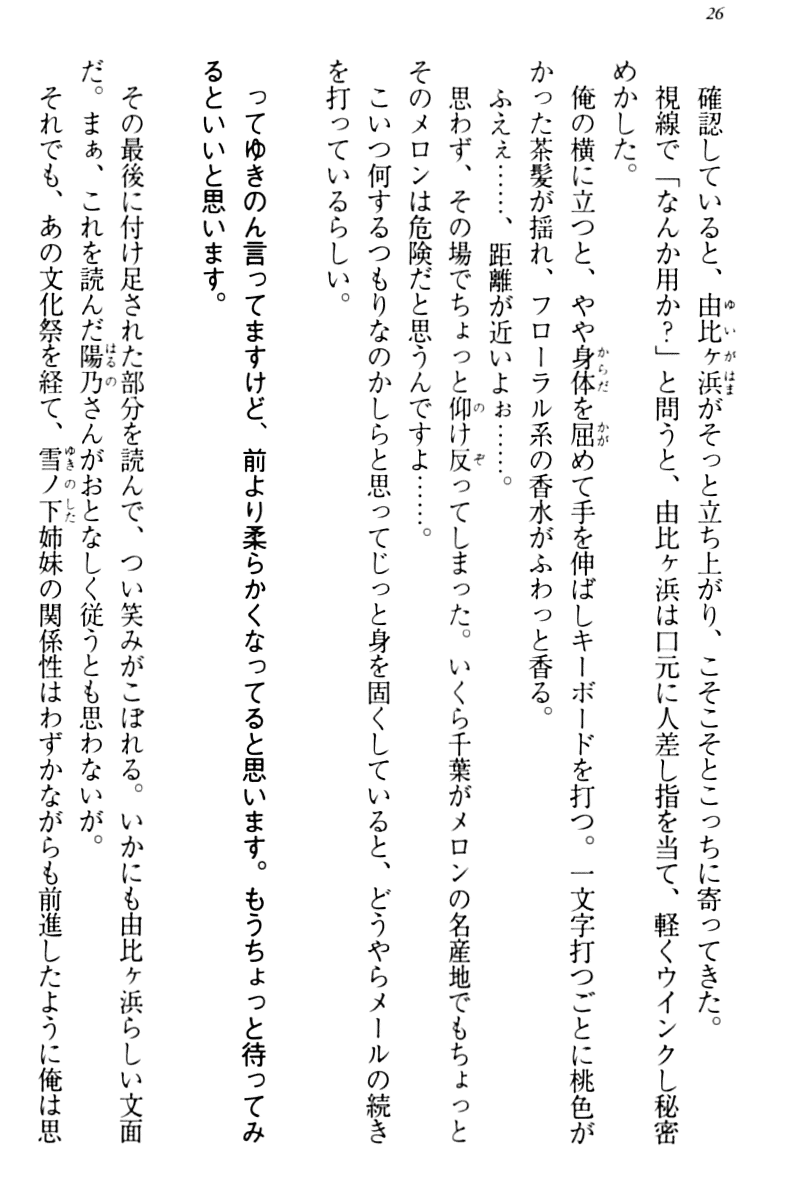 26
確認していると、由比ヶ浜がそっと立ち上がり、こそこそとこっちに寄ってきた。
視線で「なんか用か?」と問うと、由比ヶ浜は口元に人差し指を当て、軽くウインクし秘密
めかした。
俺の横に立つと、やや身体を屈めて手を伸ばしキーボードを打つ。一文字打つごとに桃色が
かった茶髪が揺れ、フローラル系の香水がふわっと香る。
ふえぇ……、距離が近いよぉ……。
思わず、その場でちょっと仰け反ってしまった。いくら千葉がメロンの名産地でもちょっと
そのメロンは危険だと思うんですよ……。
こいつ何するつもりなのかしらと思ってじっと身を固くしていると、どうやらメールの続き
を打っているらしい。
ってゆきのん言ってますけど、前より柔らかくなってると思います。もうちょっと待ってみ
るといいと思います。
その最後に付け足された部分を読んで、つい笑みがこぼれる。いかにも由比ヶ浜らしい文面
だ。まぁ、これを読んだ陽乃さんがおとなしく従うとも思わないが。
それでも、あの文化祭を経て、雪ノ下姉妹の関係性はわずかながらも前進したように俺は思